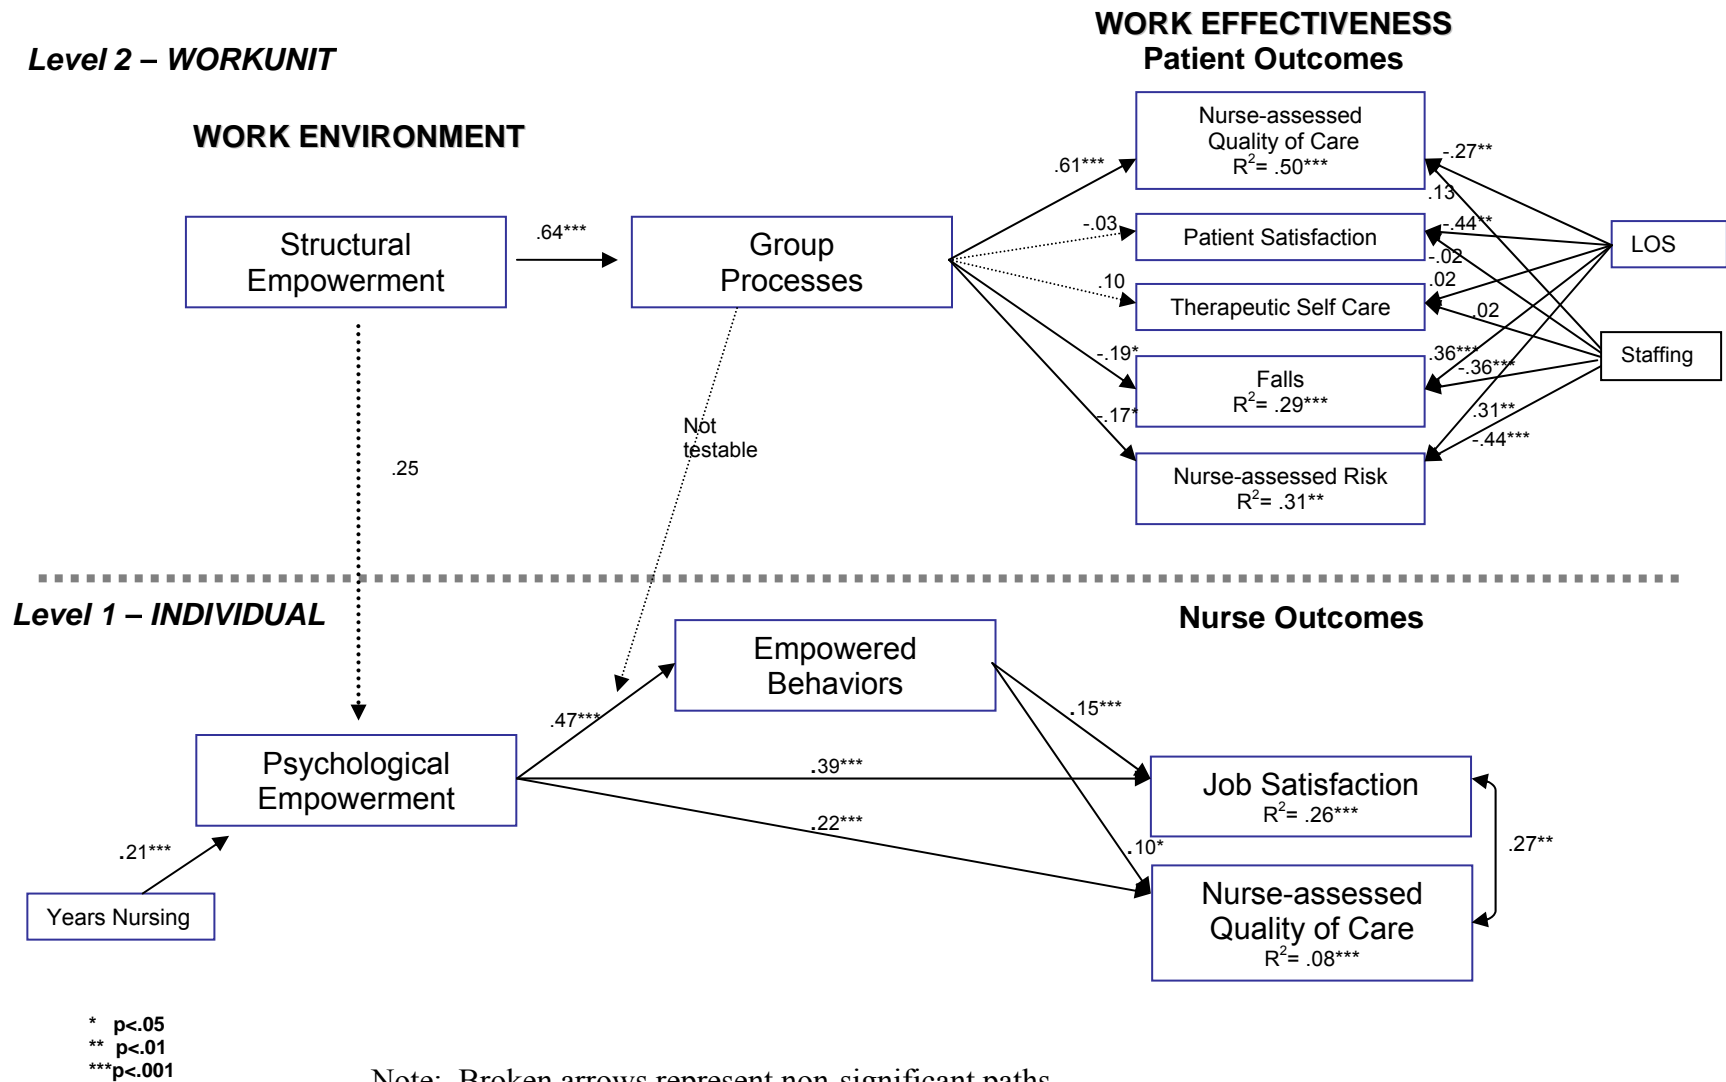 WORK EFFECTIVENESS
Patient Outcomes
Level 2 – WORKUNIT
WORK ENVIRONMENT
Structural
Empowerment
.64***
Group
Processes
.61***
-.03
.10
-.19*
-.17*
Nurse-assessed
Quality of Care
R²= .50***
Patient Satisfaction
Therapeutic Self Care
Falls
R²= .29***
Nurse-assessed Risk
R²= .31**
-.27**
.13
-.44**
-.02
.02
.02
.36***
-.36***
.31**
-.44***
LOS
Staffing
Not
testable
.25
Level 1 – INDIVIDUAL
Nurse Outcomes
Empowered
Behaviors
.47***
.15***
Psychological
Empowerment
.39***
.22***
.10*
Job Satisfaction
R²= .26***
.27**
.21***
Years Nursing
Nurse-assessed
Quality of Care
R²= .08***
* p<.05
** p<.01
***p<.001
Note: Broken arrows represent non-significant paths